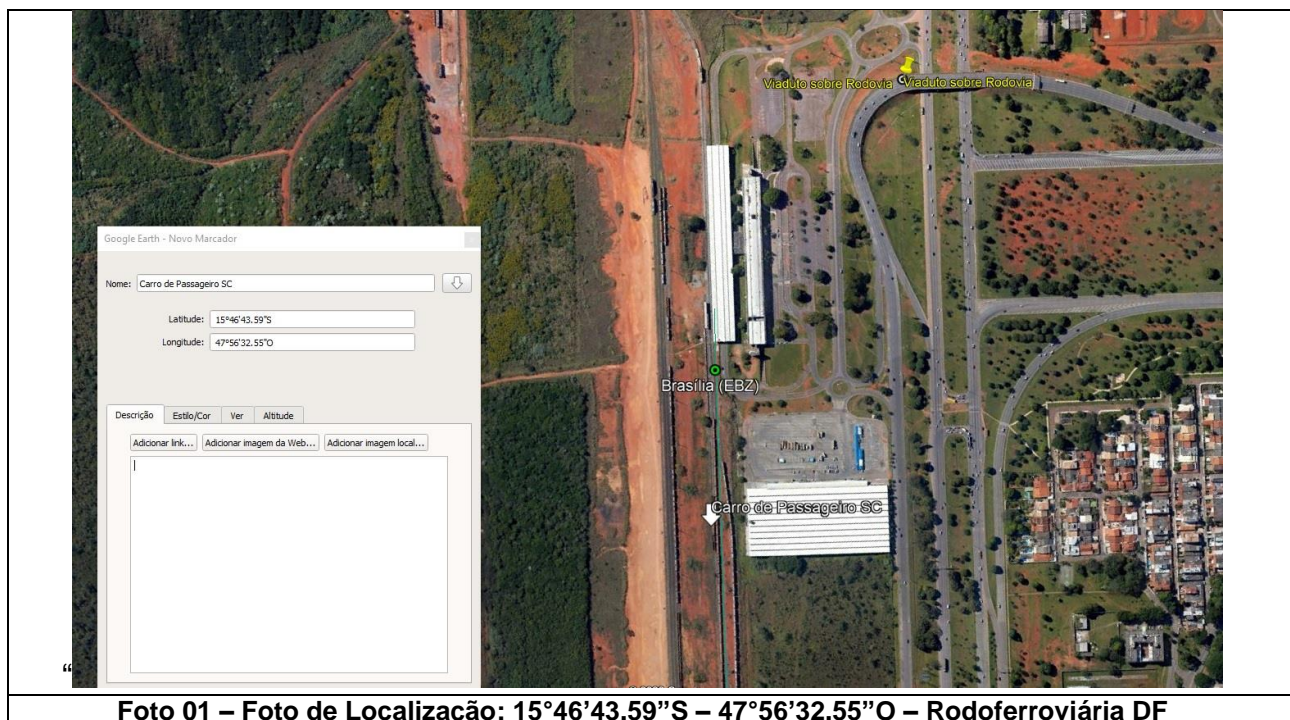 Viaduto sobre Rodovia
Viaduto sobre Rodovia
Google Earth - Novo Marcador
Nome: Carro de Passageiro SC
Latitude: 15°46'43.59"S
Longitude: 47°56'32.55"O
Brasília (EBZ)
Descrição Estilo/Cor Ver Altitude
Adicionar link... Adicionar imagem da Web... Adicionar imagem local...
Carro de Passageiro SC
“
Foto 01 – Foto de Localização: 15°46’43.59”S – 47°56’32.55”O – Rodoferroviária DF